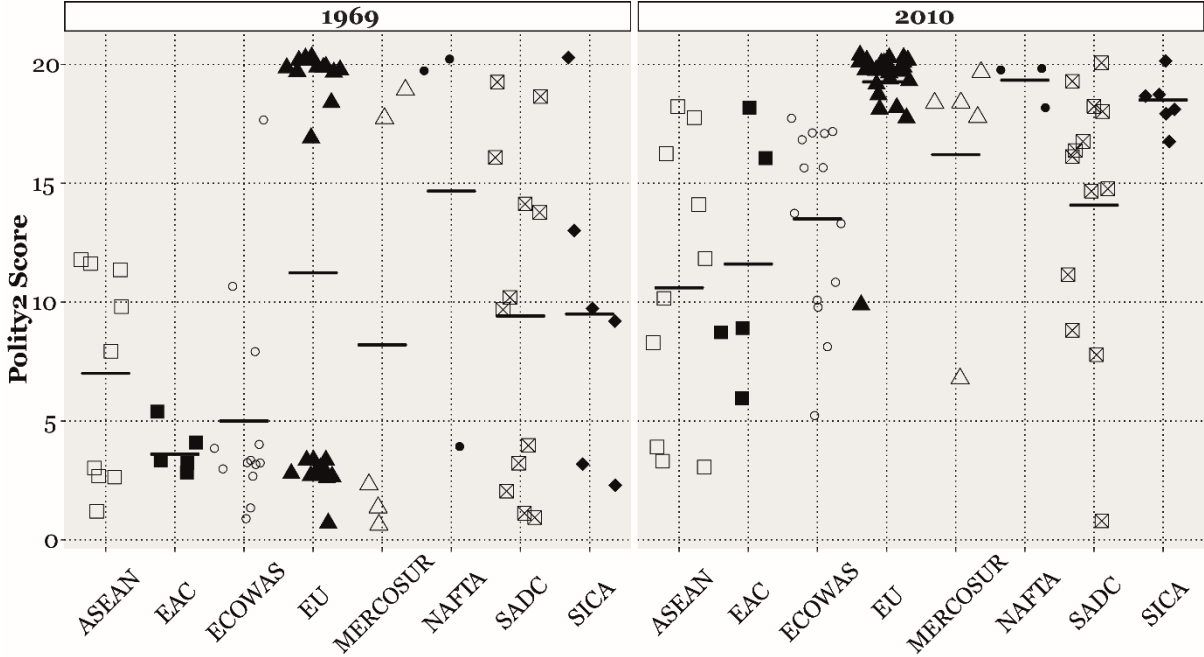 1969
2010
Polity2 Score
20
15
10
5
0
ASEAN
EAC
ECOWAS
EU
MERCOSUR
NAFTA
SADC
SICA
ASEAN
EAC
ECOWAS
EU
MERCOSUR
NAFTA
SADC
SICA